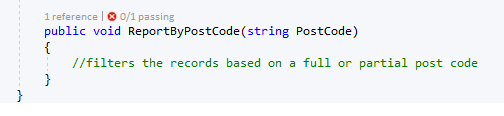 1 reference | 0/1 passing
public void ReportByPostCode(string PostCode)
{
//filters the records based on a full or partial post code
}
}